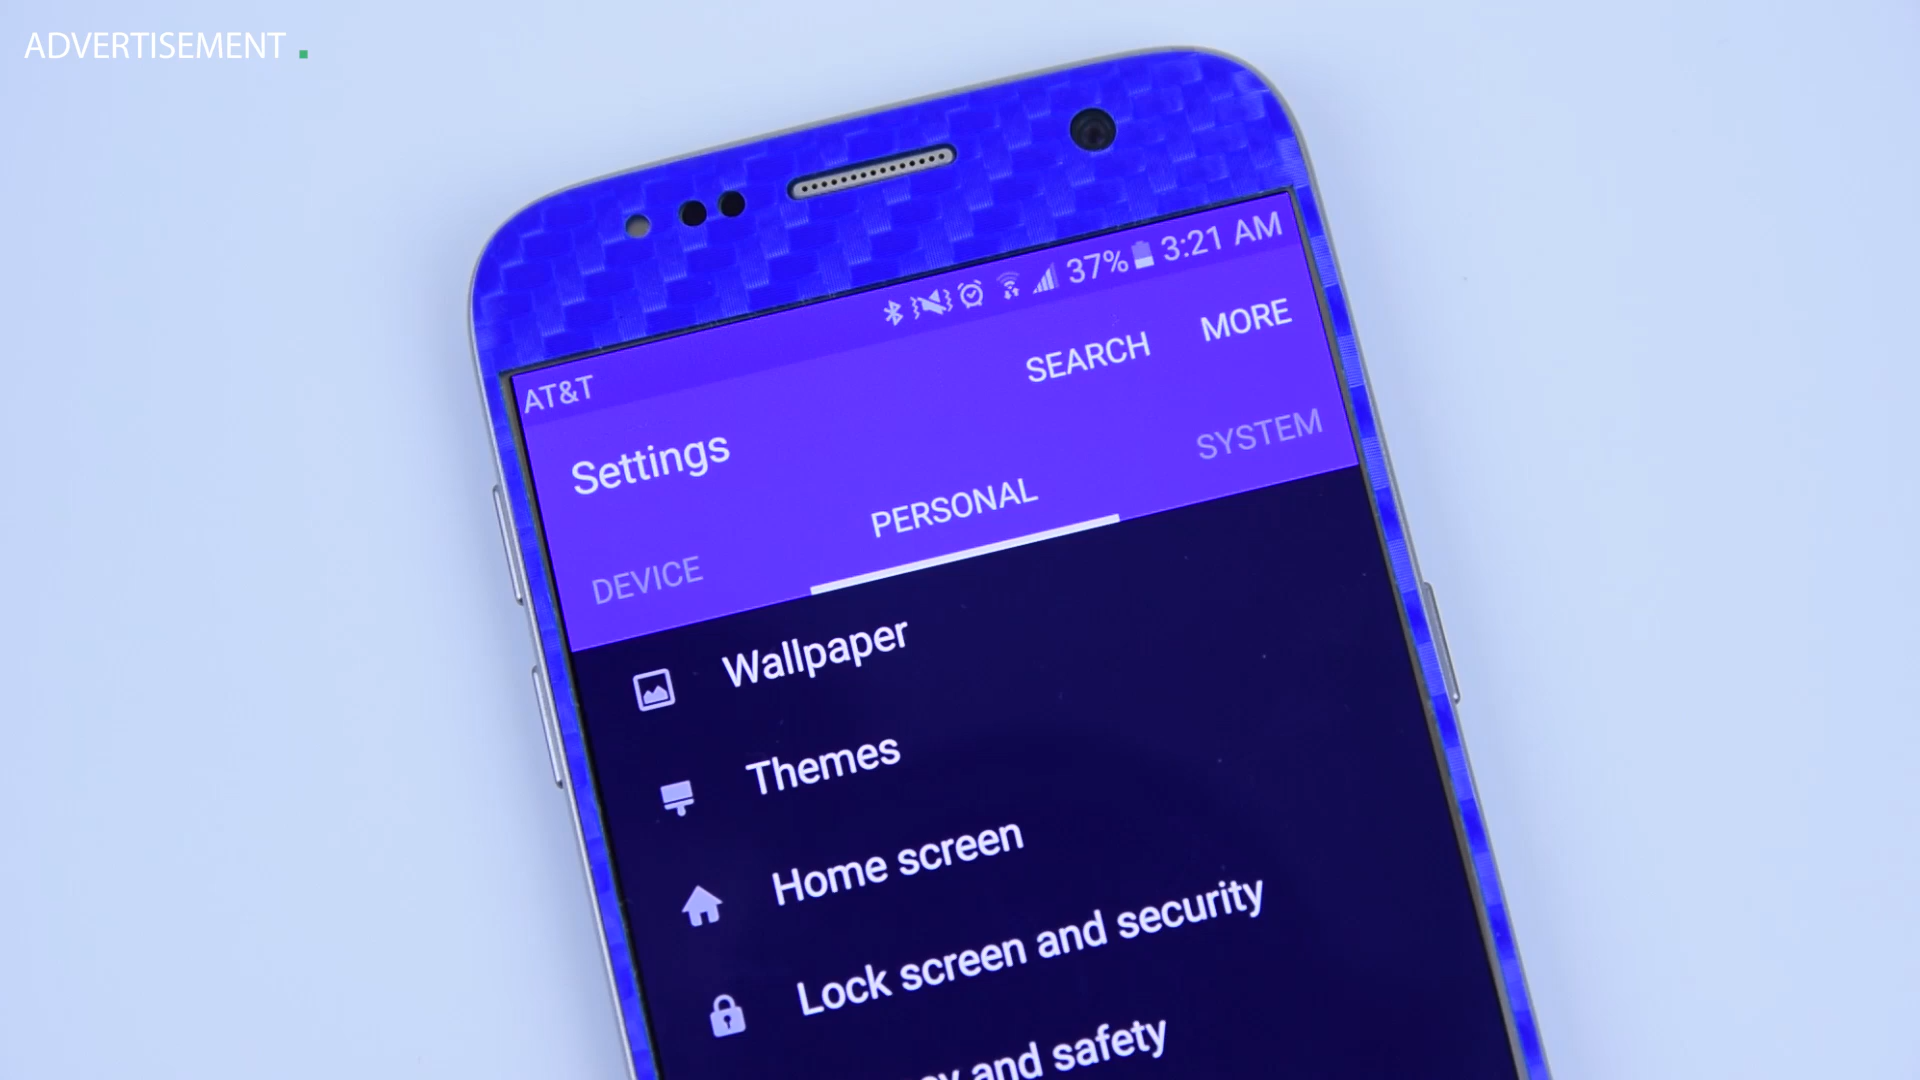 ADVERTISEMENT .
37% 3:21 AM
AT&T
SEARCH MORE
Settings
DEVICE PERSONAL SYSTEM
Wallpaper
Themes
Home screen
Lock screen and security
and safety